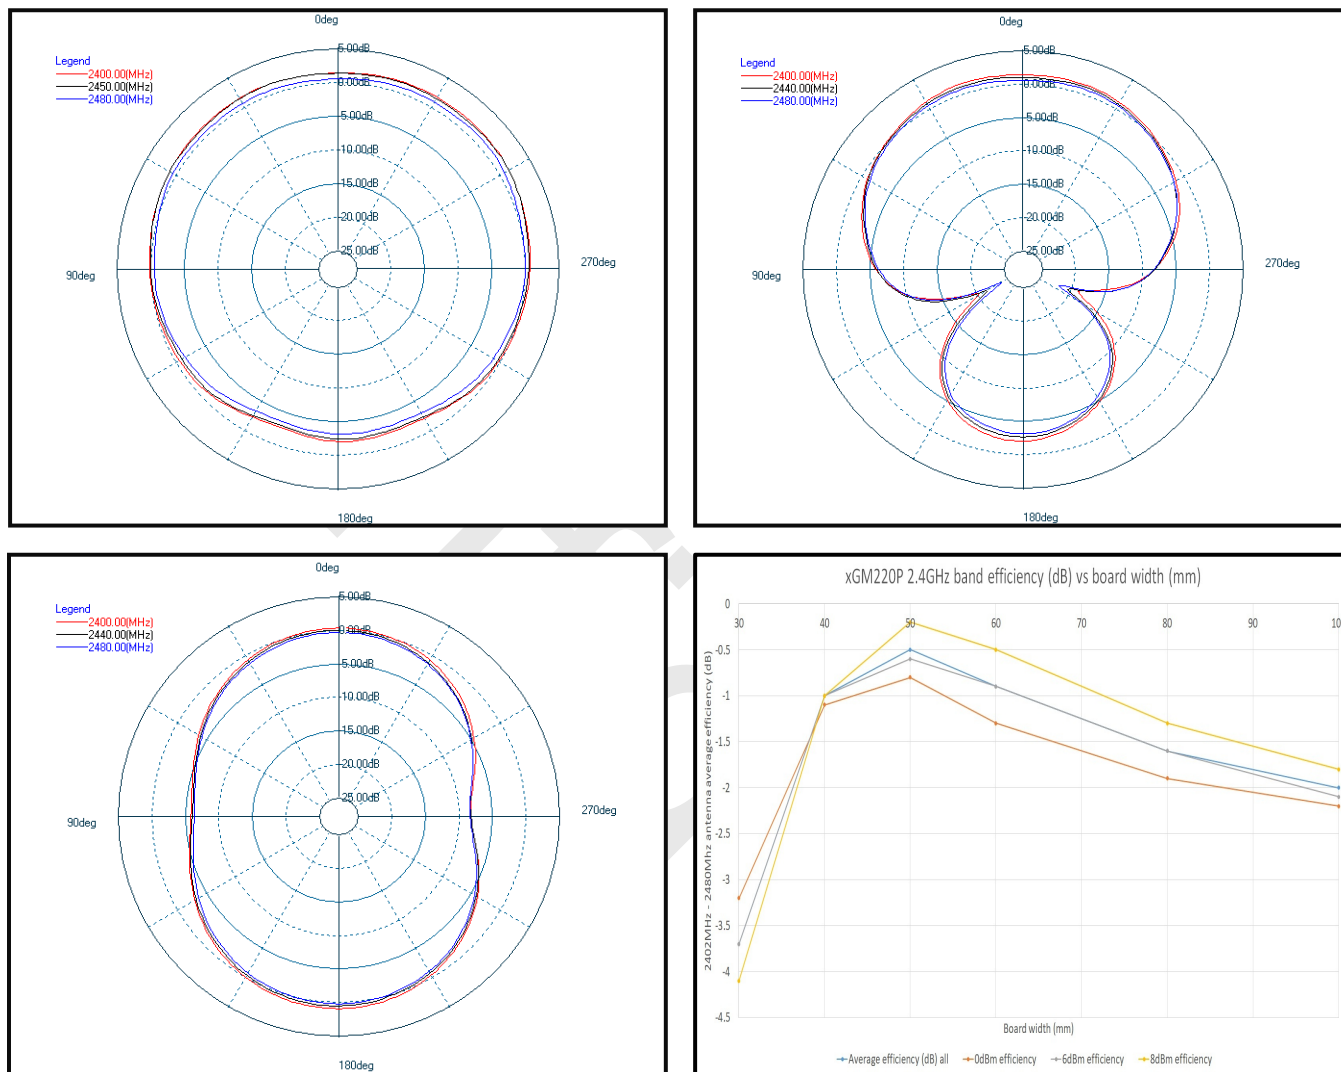 0deg
Legend
2400.00(MHz)
2450.00(MHz)
2480.00(MHz)
5.00dB
0.00dB
5.00dB
10.00dB
15.00dB
20.00dB
25.00dB
90deg
270deg
180deg
0deg
Legend
2400.00(MHz)
2440.00(MHz)
2480.00(MHz)
5.00dB
0.00dB
5.00dB
10.00dB
15.00dB
20.00dB
25.00dB
90deg
270deg
180deg
0deg
Legend
2400.00(MHz)
2440.00(MHz)
2480.00(MHz)
5.00dB
0.00dB
5.00dB
10.00dB
15.00dB
20.00dB
25.00dB
90deg
270deg
180deg
xGM220P 2.4GHz band efficiency (dB) vs board width (mm)
0
30 40 50 60 70 80 90 10
-0.5
-1
-1.5
-2
-2.5
-3
-3.5
-4
-4.5
2402MHz - 2480Mhz antenna average efficiency (dB)
Board width (mm)
Average efficiency (dB) all 0dBm efficiency 6dBm efficiency 8dBm efficiency